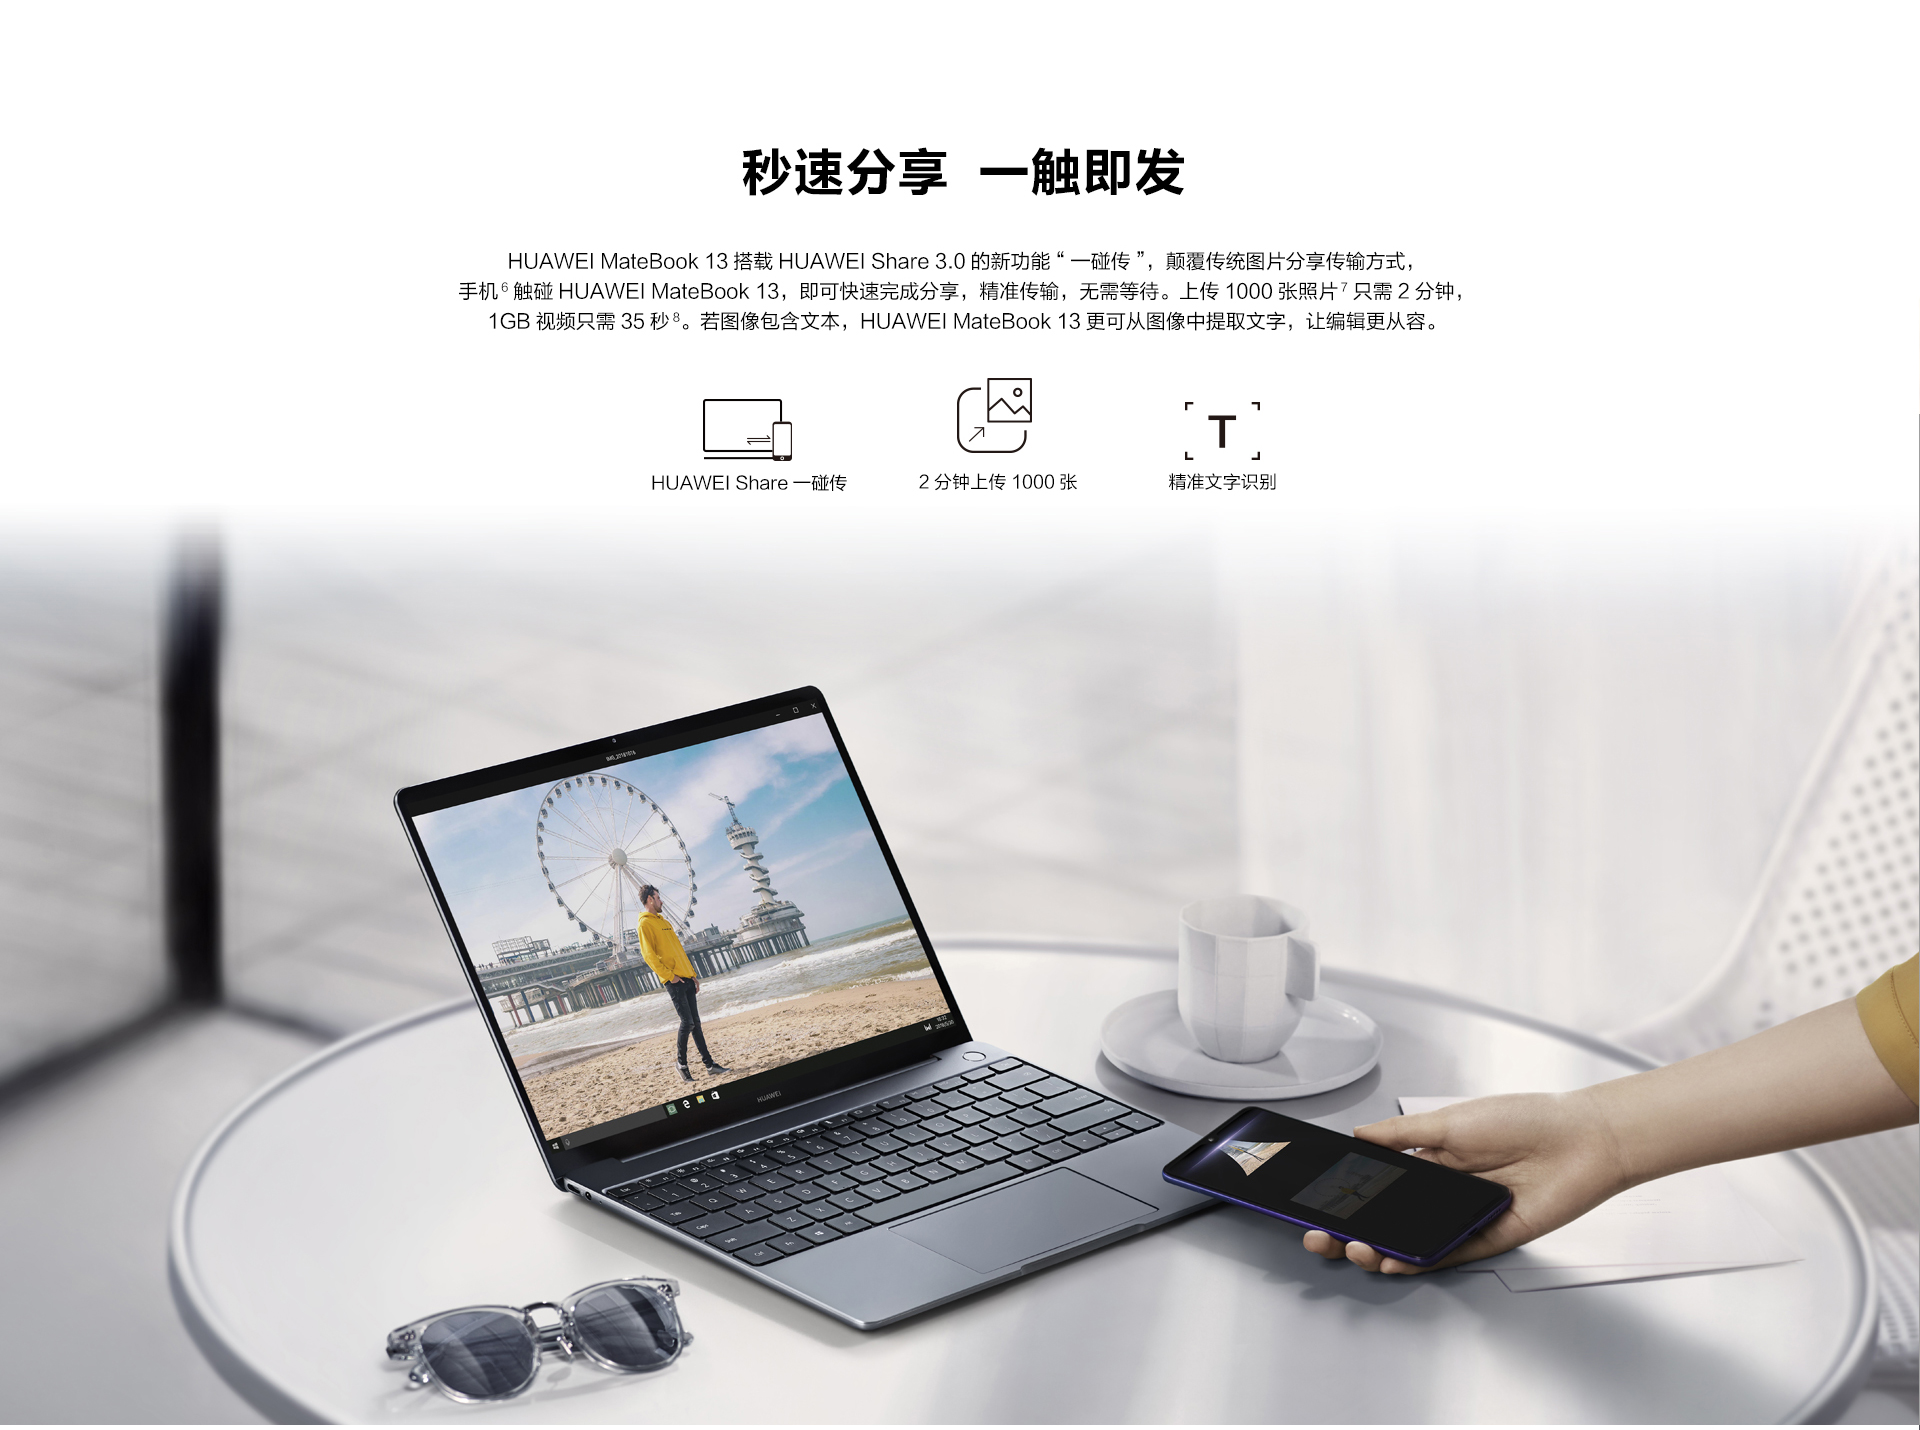 秒速分享 一触即发
HUAWEI MateBook 13 搭载 HUAWEI Share 3.0 的新功能“一碰传”，颠覆传统图片分享传输方式，
手机6触碰 HUAWEI MateBook 13，即可快速完成分享，精准传输，无需等待。上传 1000 张照片7只需 2 分钟，
1GB 视频只需 35 秒8。若图像包含文本，HUAWEI MateBook 13 更可从图像中提取文字，让编辑更从容。
T
HUAWEI Share 一碰传
2 分钟上传 1000 张
精准文字识别
IMG_20181016
HUAWEI